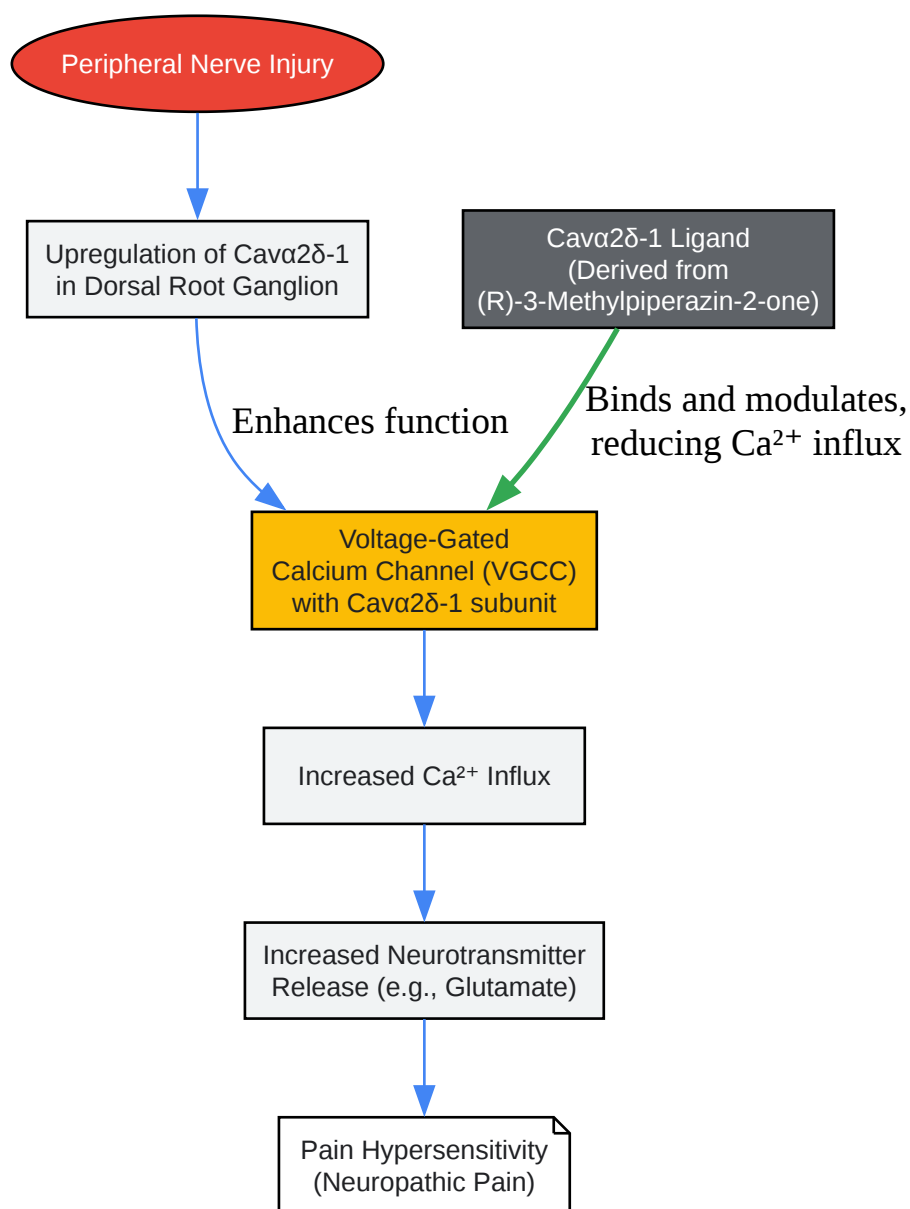 Peripheral Nerve Injury
Upregulation of Cavα2δ-1
in Dorsal Root Ganglion
Cavα2δ-1 Ligand
(Derived from
(R)-3-Methylpiperazin-2-one)
Enhances function
Binds and modulates,
reducing Ca²⁺ influx
Voltage-Gated
Calcium Channel (VGCC)
with Cavα2δ-1 subunit
Increased Ca²⁺ Influx
Increased Neurotransmitter
Release (e.g., Glutamate)
Pain Hypersensitivity
(Neuropathic Pain)